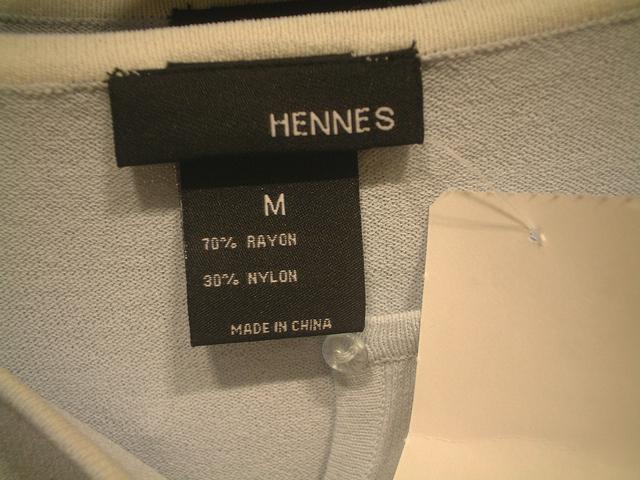 HENNES
M
70% RAYON
30% NYLON
MADE IN CHINA